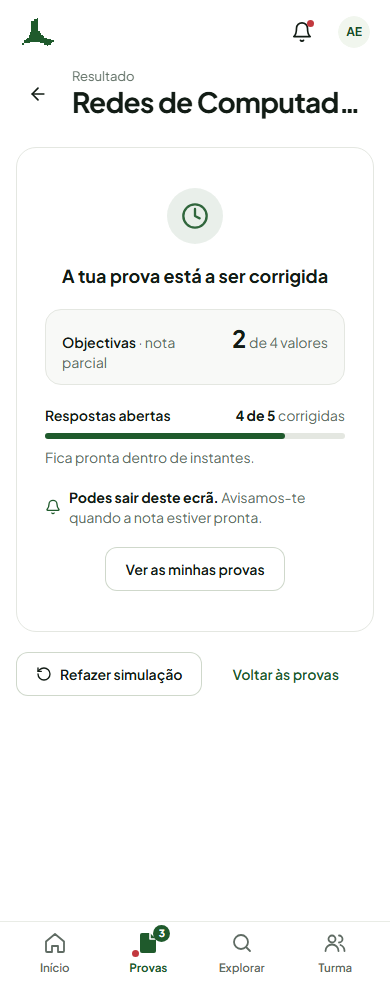 AE
Resultado
Redes de Computad...
A tua prova está a ser corrigida
Objectivas · nota parcial
2 de 4 valores
Respostas abertas 4 de 5 corrigidas
Fica pronta dentro de instantes.
Podes sair deste ecrã. Avisamos-te
quando a nota estiver pronta.
Ver as minhas provas
Refazer simulação Voltar às provas
3
Início Provas Explorar Turma